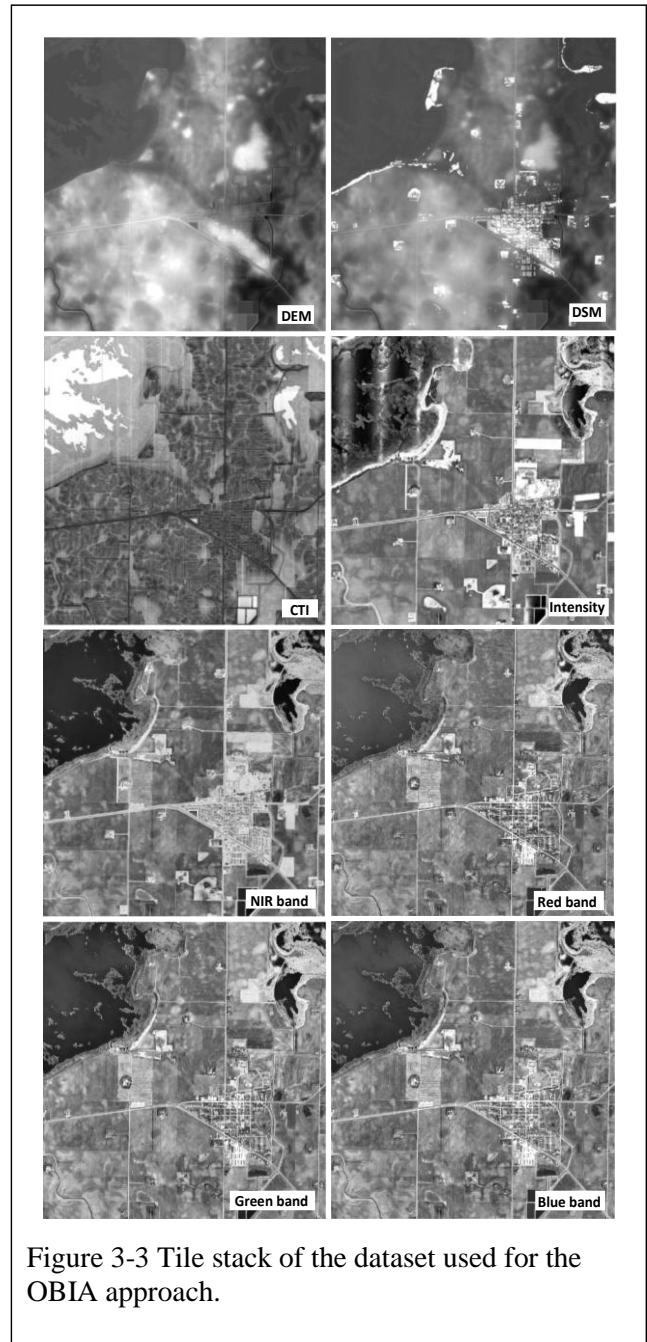 DEM
DSM
CTI
Intensity
NIR band
Red band
Green band
Blue band
Figure 3-3 Tile stack of the dataset used for the
OBIA approach.